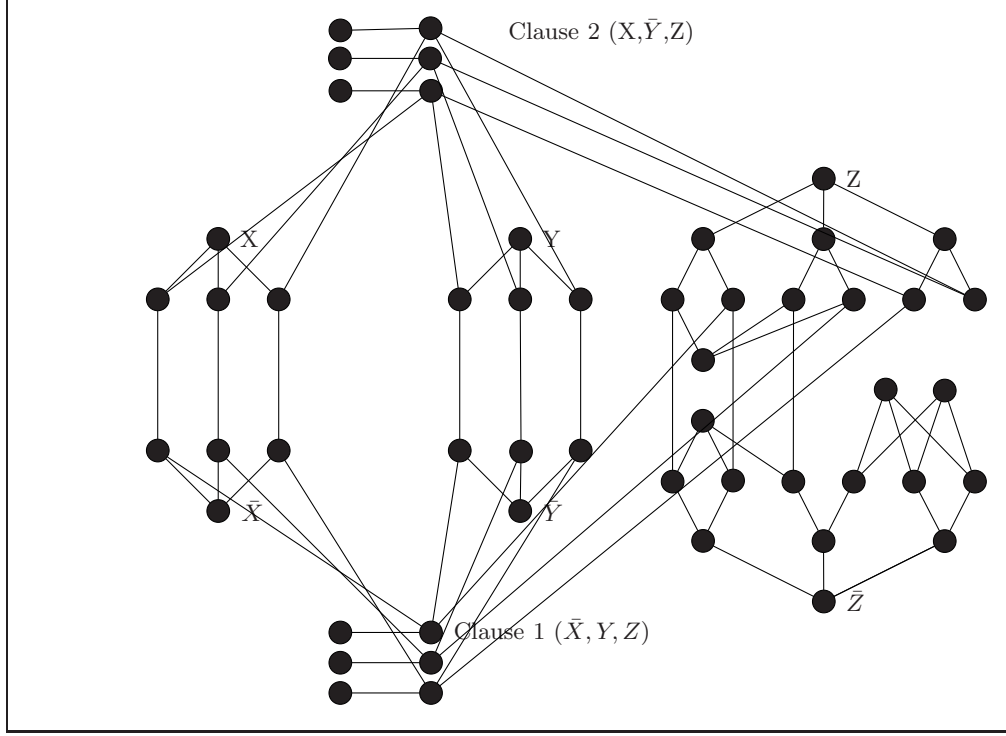 Clause 2 (X,Ȳ,Z)
Z
X
Y
X̄
Ȳ
Z̄
Clause 1 (X̄, Y, Z)